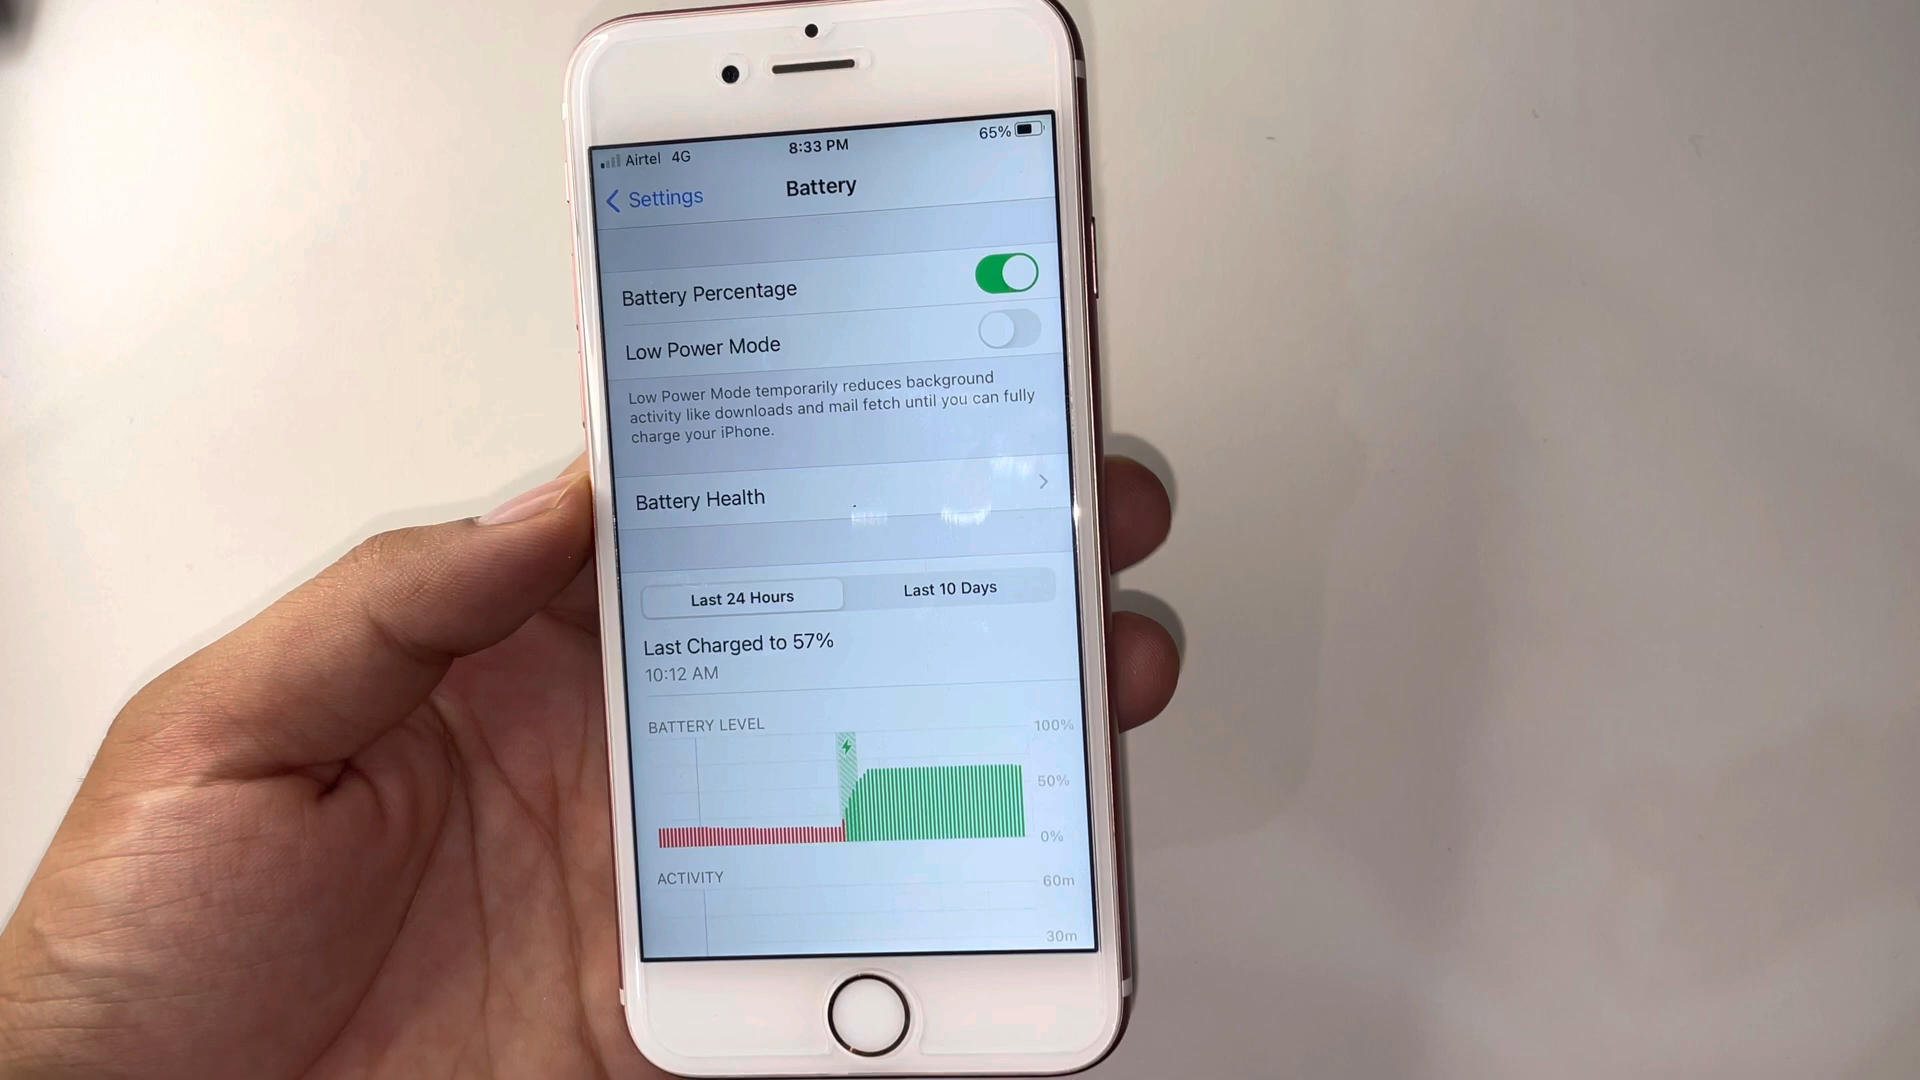 Airtel 4G 8:33 PM 65%
Settings Battery
Battery Percentage
Low Power Mode
Low Power Mode temporarily reduces background
activity like downloads and mail fetch until you can fully
charge your iPhone.
Battery Health
Last 24 Hours Last 10 Days
Last Charged to 57%
10:12 AM
BATTERY LEVEL 100%
50%
0%
ACTIVITY 60m
30m